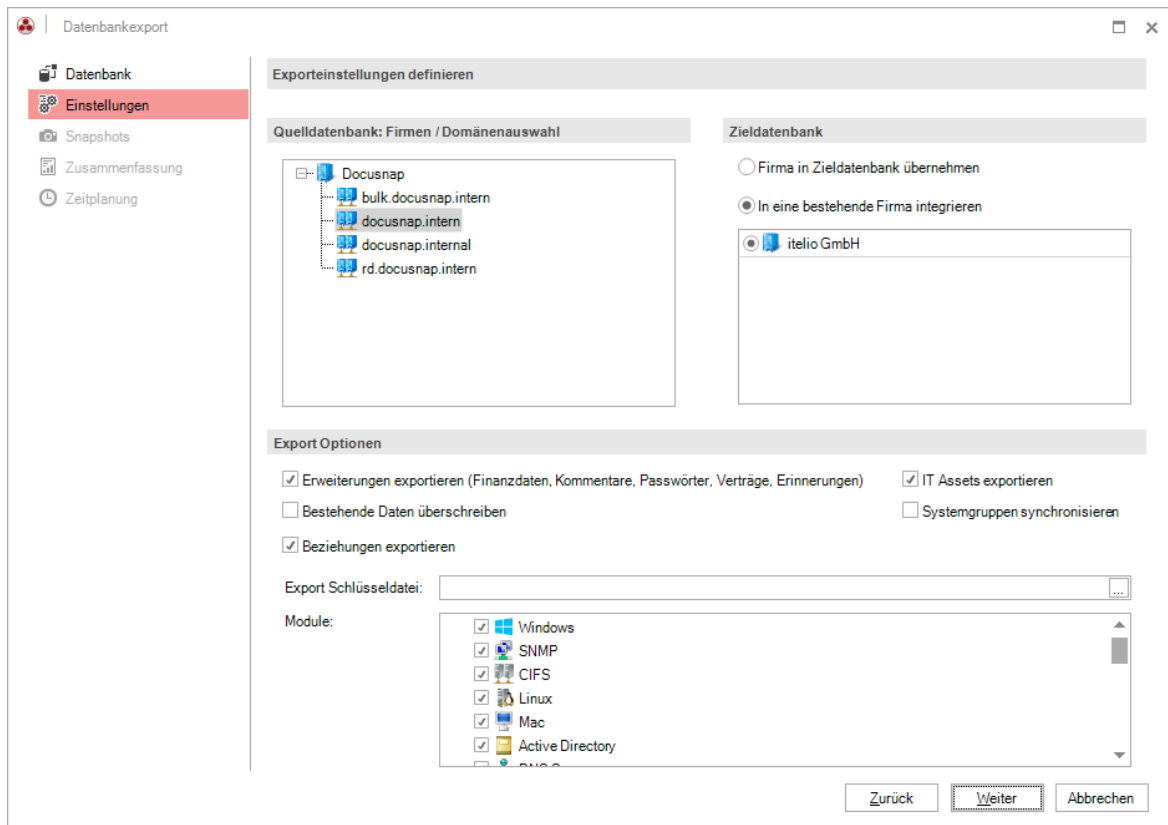 Datenbankexport
Datenbank
Einstellungen
Snapshots
Zusammenfassung
Zeitplanung
Exporteinstellungen definieren
Quelldatenbank: Firmen / Domänenauswahl
Docusnap
bulk.docusnap.intern
docusnap.intern
docusnap.internal
rd.docusnap.intern
Zieldatenbank
Firma in Zieldatenbank übernehmen
In eine bestehende Firma integrieren
itelio GmbH
Export Optionen
Erweiterungen exportieren (Finanzdaten, Kommentare, Passwörter, Verträge, Erinnerungen)
IT Assets exportieren
Bestehende Daten überschreiben
Systemgruppen synchronisieren
Beziehungen exportieren
Export Schlüsseldatei:
...
Module:
Windows
SNMP
CIFS
Linux
Mac
Active Directory
Zurück
Weiter
Abbrechen